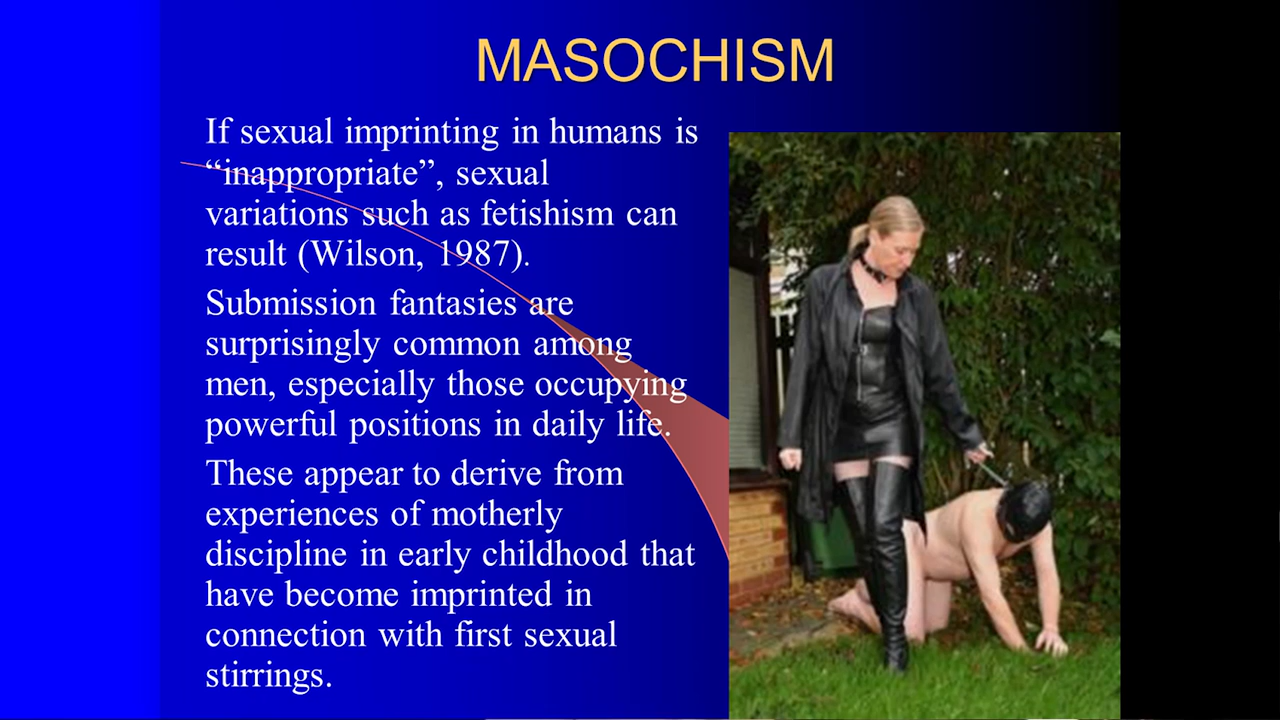 MASOCHISM
If sexual imprinting in humans is
“inappropriate”, sexual
variations such as fetishism can
result (Wilson, 1987).
Submission fantasies are
surprisingly common among
men, especially those occupying
powerful positions in daily life.
These appear to derive from
experiences of motherly
discipline in early childhood that
have become imprinted in
connection with first sexual
stirrings.